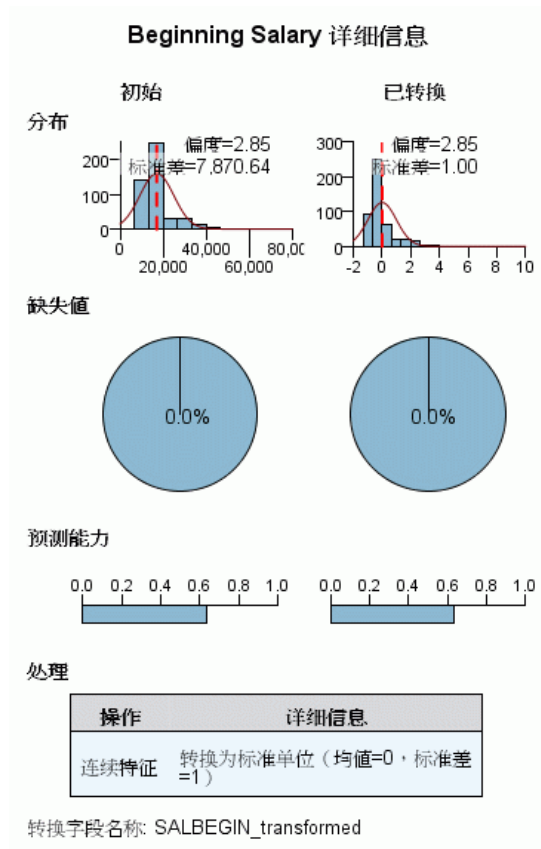 Beginning Salary 详细信息
初始 已转换
分布
偏度=2.85
标准差=7,870.64
200
100
0
0 40,000 80,00
20,000 60,000
偏度=2.85
标准差=1.00
300
200
100
0
-2 0 2 4 6 8 10
缺失值
0.0% 0.0%
预测能力
0.0 0.2 0.4 0.6 0.8 1.0 0.0 0.2 0.4 0.6 0.8 1.0
处理
操作 详细信息
连续特征 转换为标准单位（均值=0，标准差
=1）
转换字段名称: SALBEGIN_transformed